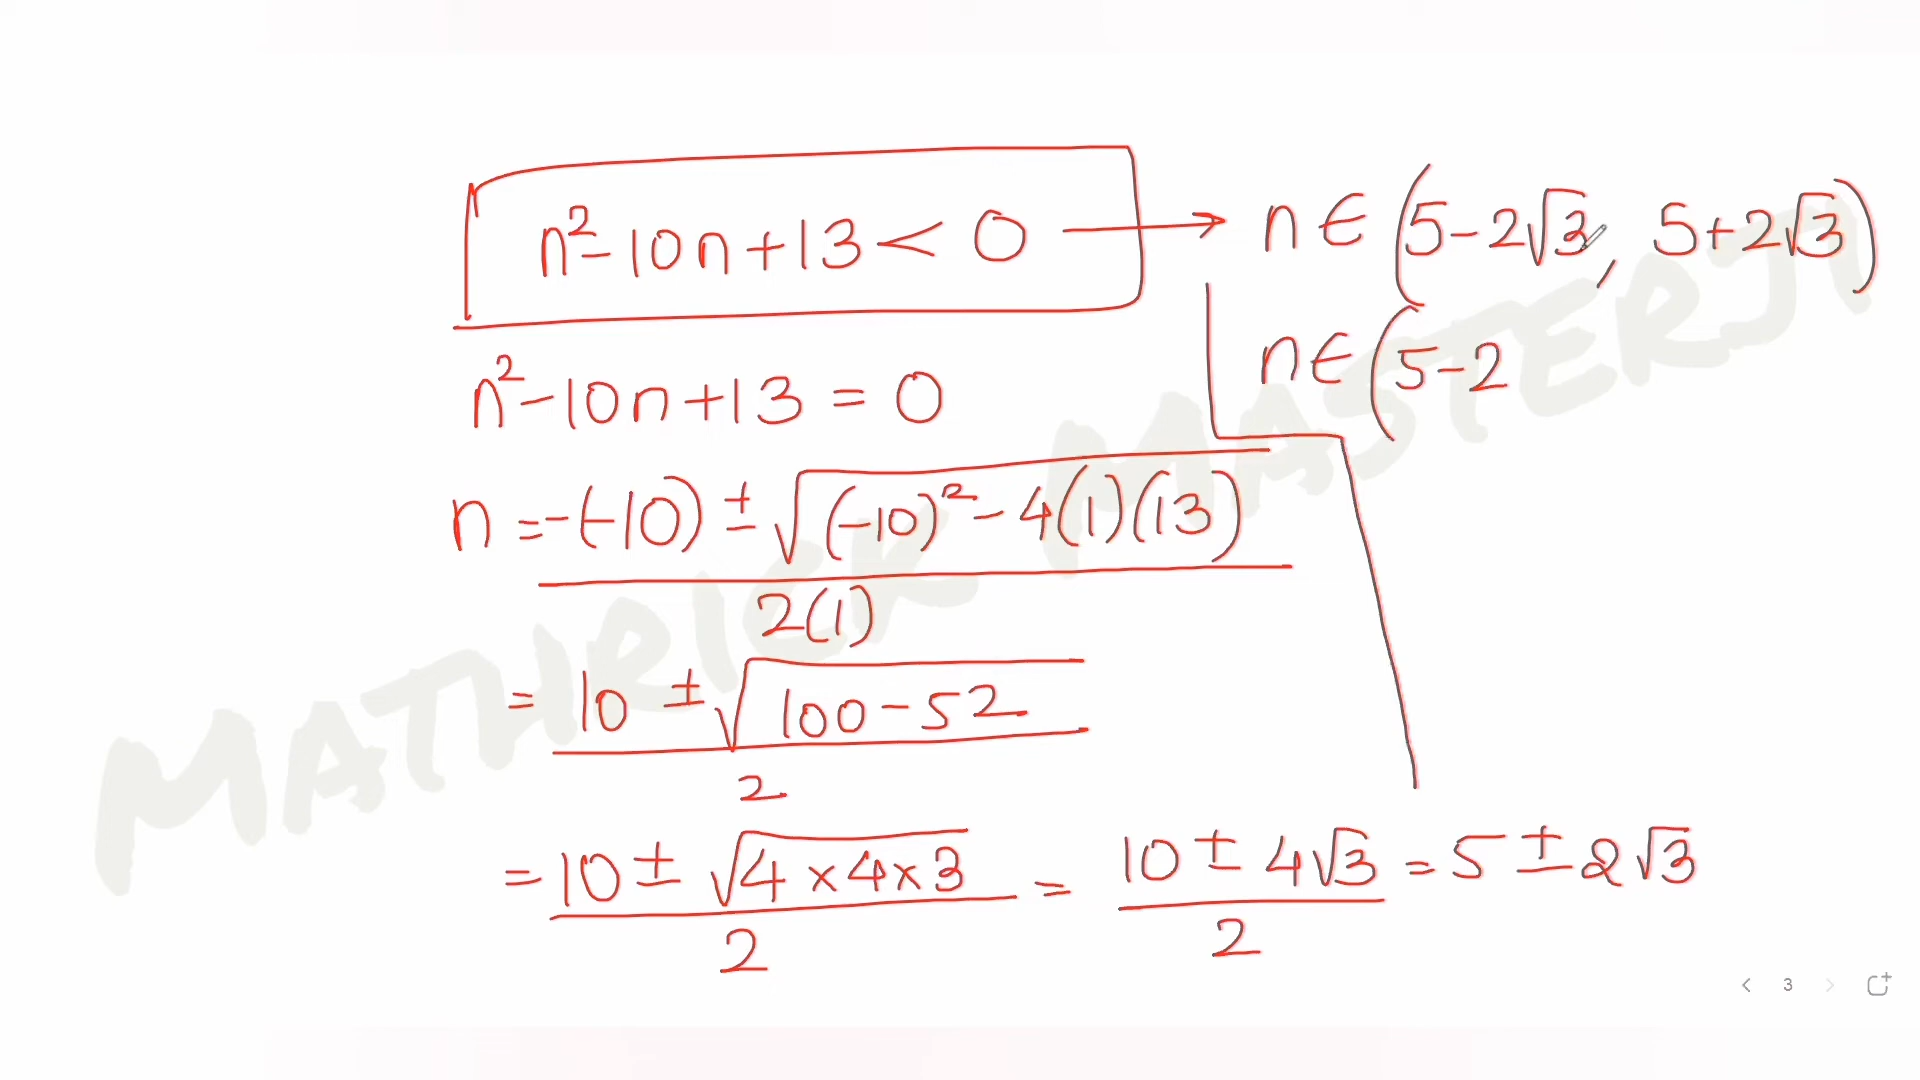 n²-10n+13 < 0 → n ∈ (5-2√3, 5+2√3)
n ∈ (5-2
n²-10n+13 = 0
n = -(-10) ± √(-10)² - 4(1)(13)
2(1)
= 10 ± √100-52
2
= 10 ± √4×4×3 = 10 ± 4√3 = 5 ± 2√3
2 2
MATHRICK MASTERJI
< 3 >